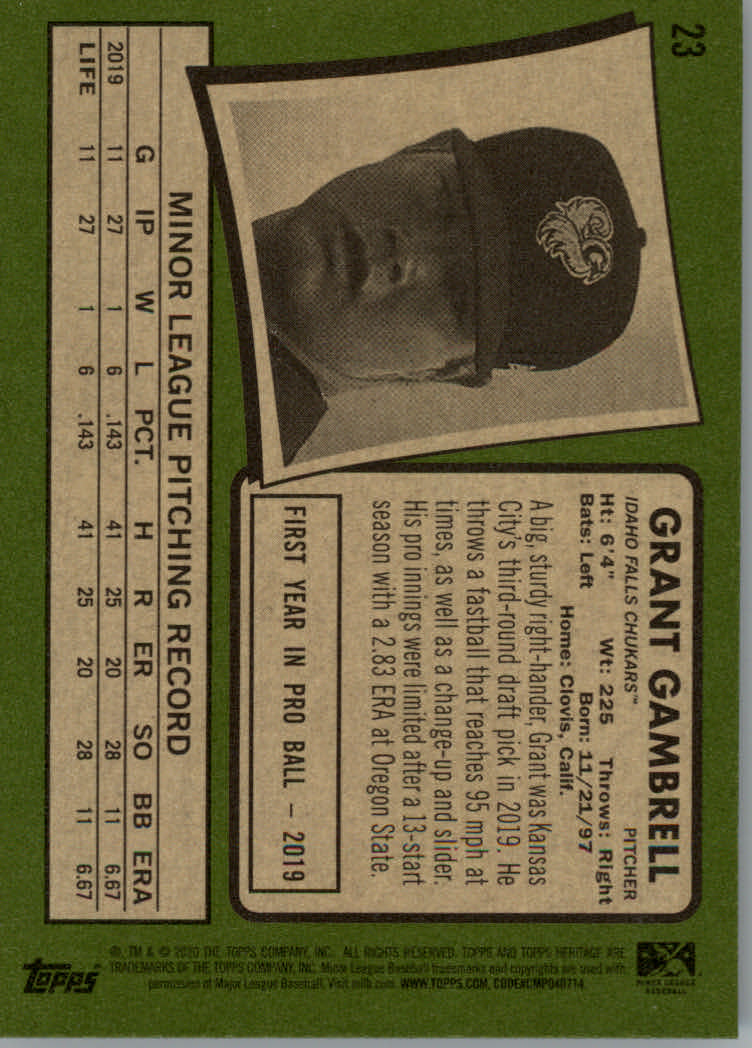 23
GRANT GAMBRELL
IDAHO FALLS CHUKARS™ PITCHER
Ht: 6'4" Wt: 225 Throws: Right
Bats: Left Born: 11/21/97
Home: Clovis, Calif.
A big, sturdy right-hander, Grant was Kansas
City's third-round draft pick in 2019. He
throws a fastball that reaches 95 mph at
times, as well as a change-up and slider.
His pro innings were limited after a 13-start
season with a 2.83 ERA at Oregon State.
FIRST YEAR IN PRO BALL – 2019
MINOR LEAGUE PITCHING RECORD
G IP W L PCT. H R ER SO BB ERA
2019 11 27 1 6 .143 41 25 20 28 11 6.67
LIFE 11 27 1 6 .143 41 25 20 28 11 6.67
MINOR LEAGUE
BASEBALL
®, TM & © 2020 THE TOPPS COMPANY, INC. ALL RIGHTS RESERVED. TOPPS AND TOPPS HERITAGE ARE
TRADEMARKS OF THE TOPPS COMPANY, INC. Minor League Baseball trademarks and copyrights are used with
permission of Major League Baseball. Visit milb.com. WWW.TOPPS.COM, CODE#CMP040714
topps